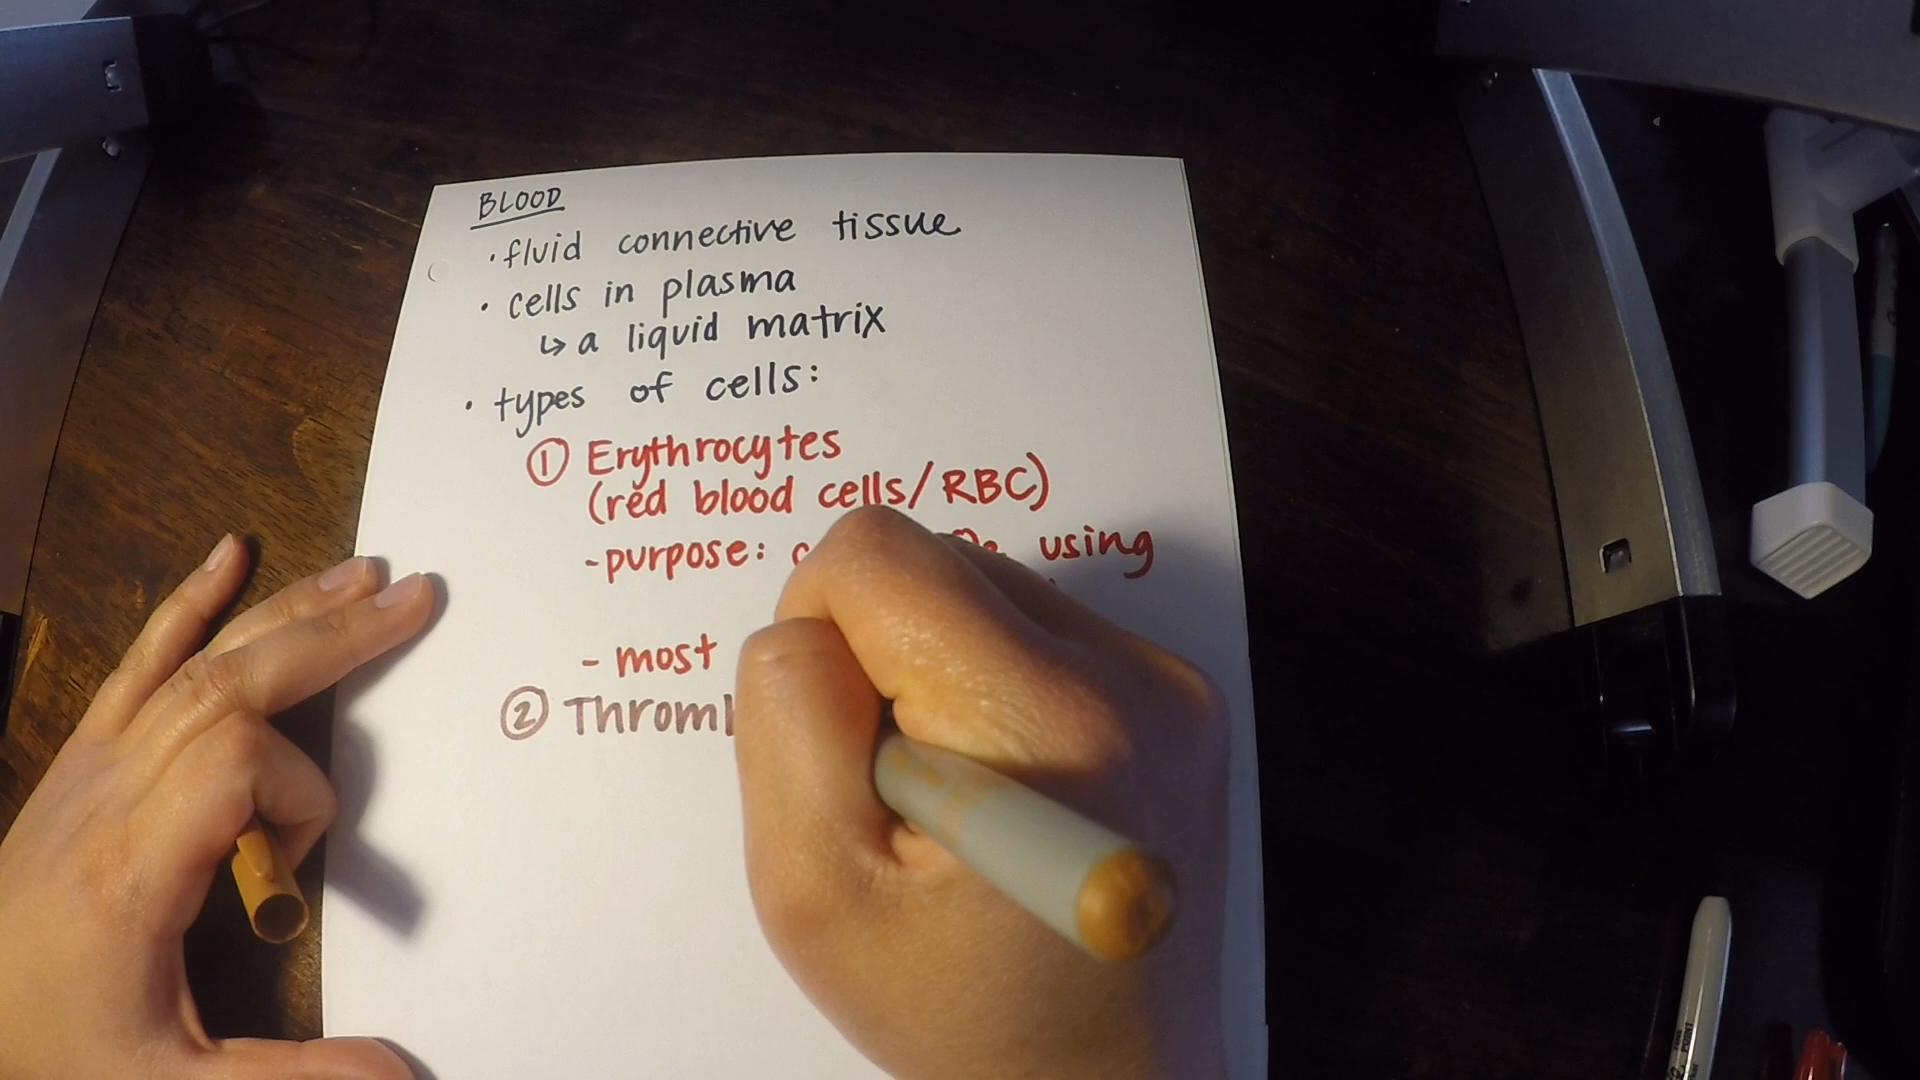 BLOOD
• fluid connective tissue
• cells in plasma
↳ a liquid matrix
• types of cells:
① Erythrocytes
(red blood cells/RBC)
- purpose: using
- most
②